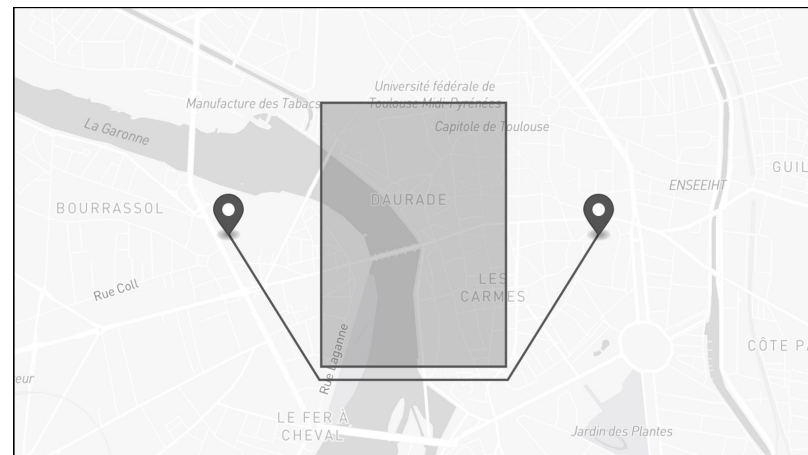 Université fédérale de
Toulouse Midi-Pyrénées
Manufacture des Tabacs
Capitole de Toulouse
La Garonne
ENSEEIHT
GUIL
BOURRASSOL
DAURADE
LES
CARMES
Rue Coll
Rue Laganne
CÔTE PA
eur
LE FER À
CHEVAL
Jardin des Plantes